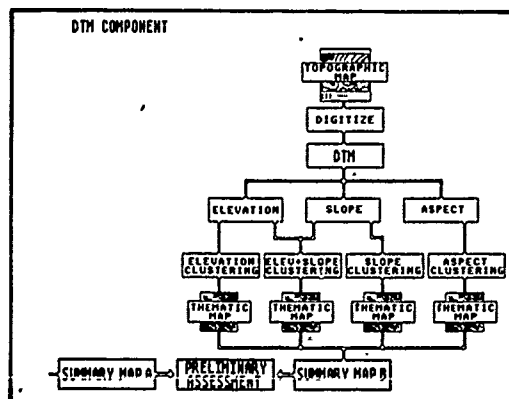 DTM COMPONENT
TOPOGRAPHIC
MAP
DIGITIZE
DTM
ELEVATION
SLOPE
ASPECT
ELEVATION
CLUSTERING
ELEV+SLOPE
CLUSTERING
SLOPE
CLUSTERING
ASPECT
CLUSTERING
THEMATIC
MAP
THEMATIC
MAP
THEMATIC
MAP
THEMATIC
MAP
SUMMARY MAP A
PRELIMINARY
ASSESSMENT
SUMMARY MAP B